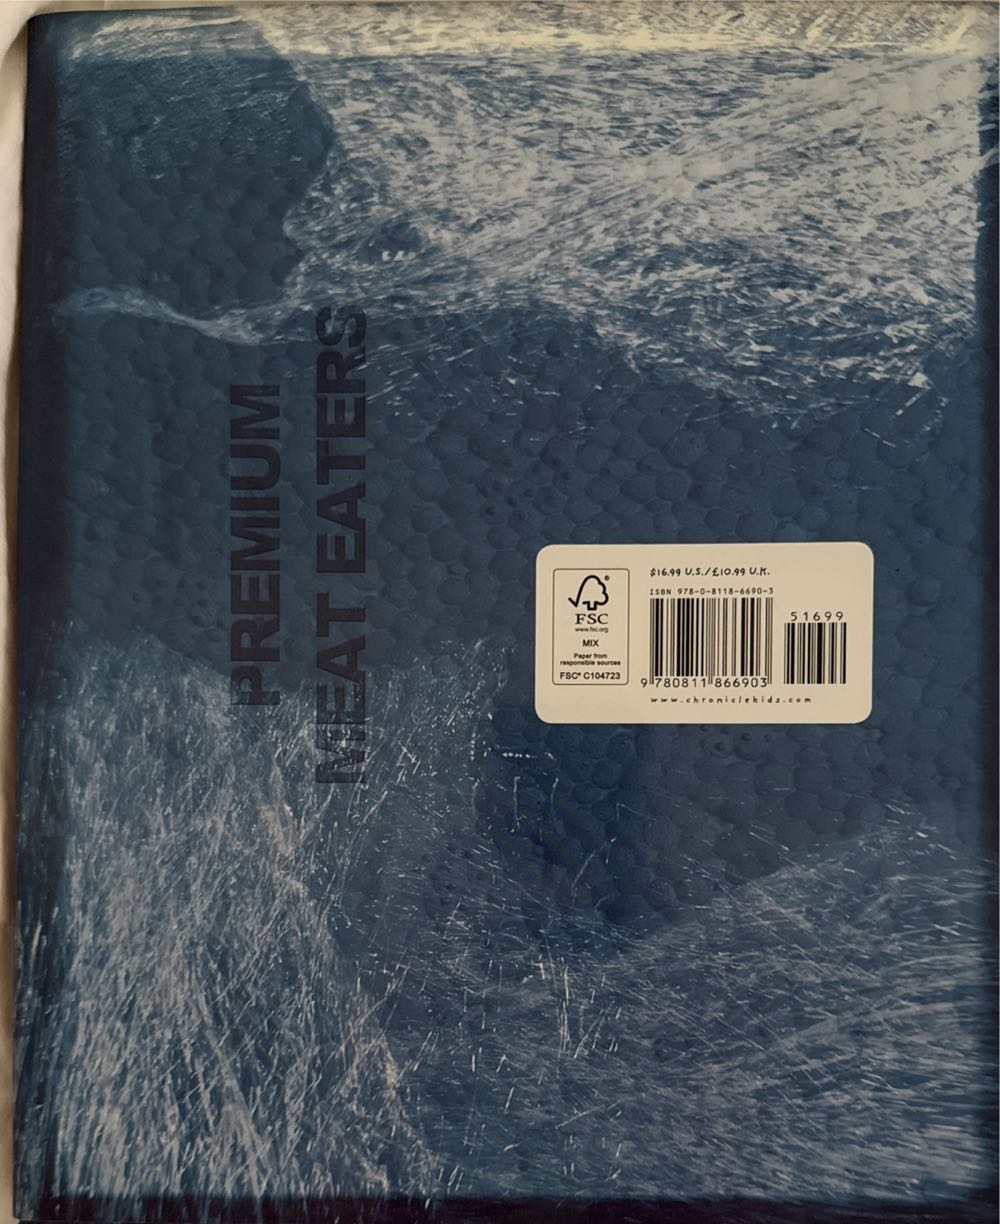 PREMIUM
MEAT EATERS
$16.99 U.S./£10.99 U.K.
ISBN 978-0-8118-6690-3
51699
9 780811 866903
www.chroniclekids.com
FSC®
www.fsc.org
MIX
Paper from
responsible sources
FSC® C104723